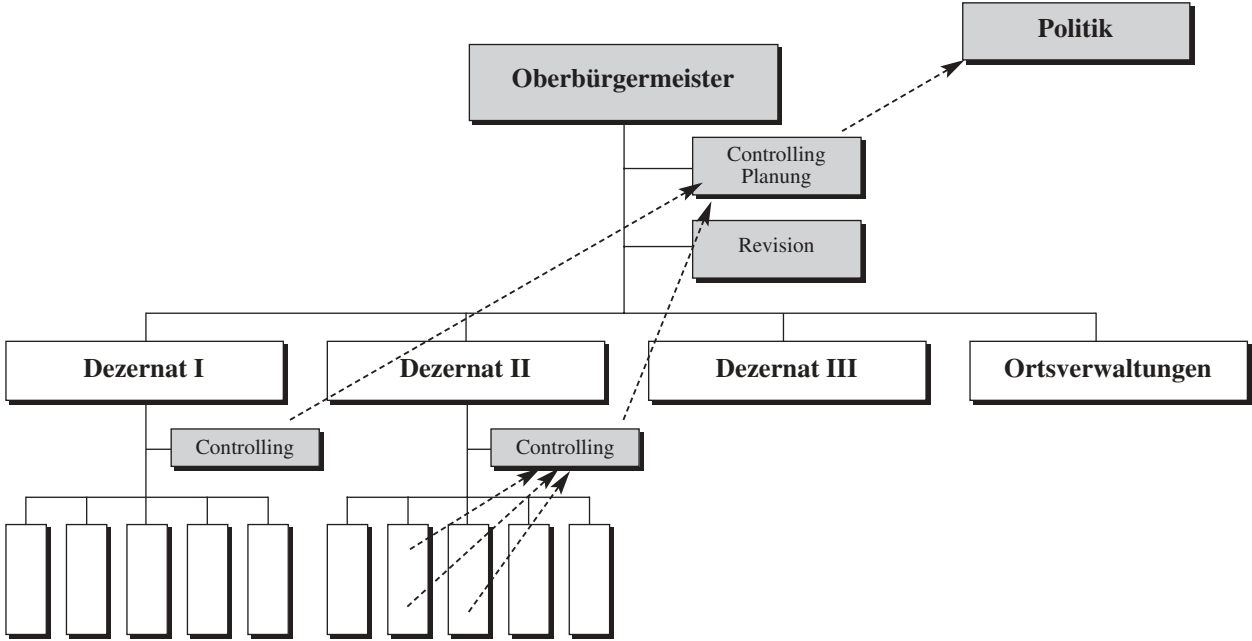 Politik
Oberbürgermeister
Controlling
Planung
Revision
Dezernat I
Dezernat II
Dezernat III
Ortsverwaltungen
Controlling
Controlling